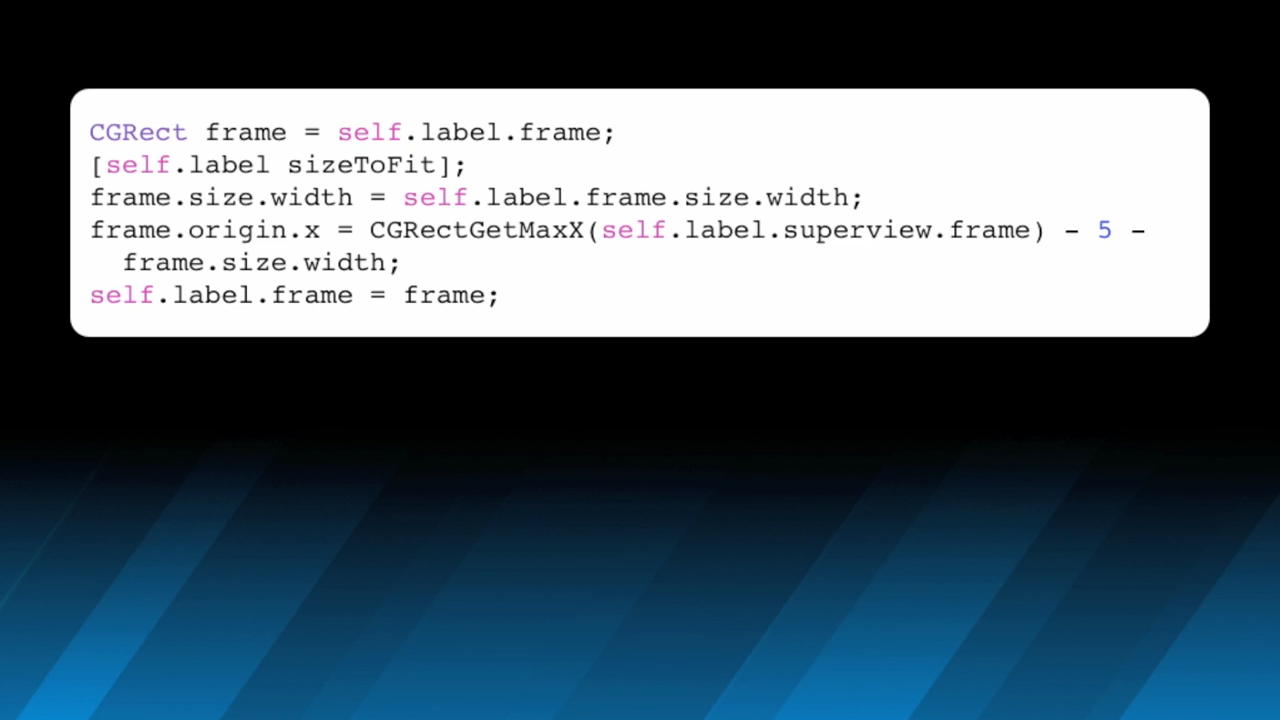 CGRect frame = self.label.frame;
[self.label sizeToFit];
frame.size.width = self.label.frame.size.width;
frame.origin.x = CGRectGetMaxX(self.label.superview.frame) – 5 –
frame.size.width;
self.label.frame = frame;